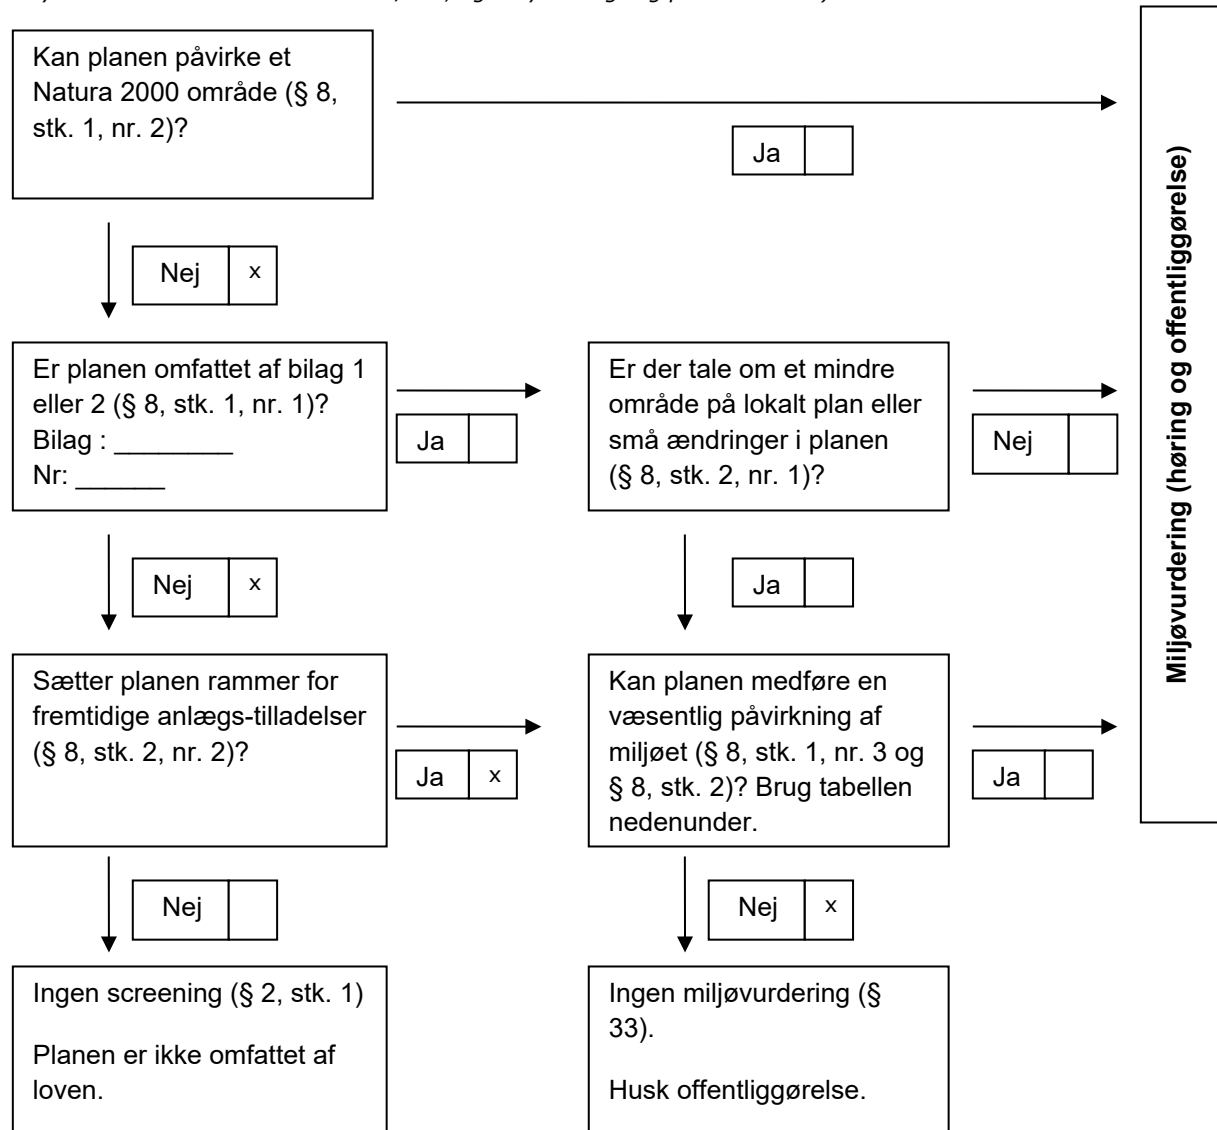 Kan planen påvirke et
Natura 2000 område (§ 8,
stk. 1, nr. 2)?
Ja
Nej x
Er planen omfattet af bilag 1
eller 2 (§ 8, stk. 1, nr. 1)?
Bilag : ________
Nr: ______
Ja
Er der tale om et mindre
område på lokalt plan eller
små ændringer i planen
(§ 8, stk. 2, nr. 1)?
Nej
Nej x
Ja
Sætter planen rammer for
fremtidige anlægs-tilladelser
(§ 8, stk. 2, nr. 2)?
Ja x
Kan planen medføre en
væsentlig påvirkning af
miljøet (§ 8, stk. 1, nr. 3 og
§ 8, stk. 2)? Brug tabellen
nedenunder.
Ja
Nej
Nej x
Ingen screening (§ 2, stk. 1)
Planen er ikke omfattet af
loven.
Ingen miljøvurdering (§
33).
Husk offentliggørelse.
Miljøvurdering (høring og offentliggørelse)